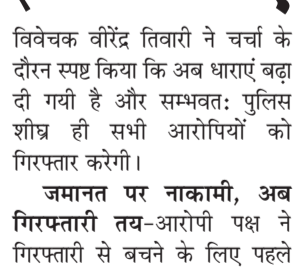 विवेचक वीरेंद्र तिवारी ने चर्चा के
दौरन स्पष्ट किया कि अब धाराएं बढ़ा
दी गयी है और सम्भवतः पुलिस
शीघ्र ही सभी आरोपियों को
गिरफ्तार करेगी।
जमानत पर नाकामी, अब
गिरफ्तारी तय-आरोपी पक्ष ने
गिरफ्तारी से बचने के लिए पहले